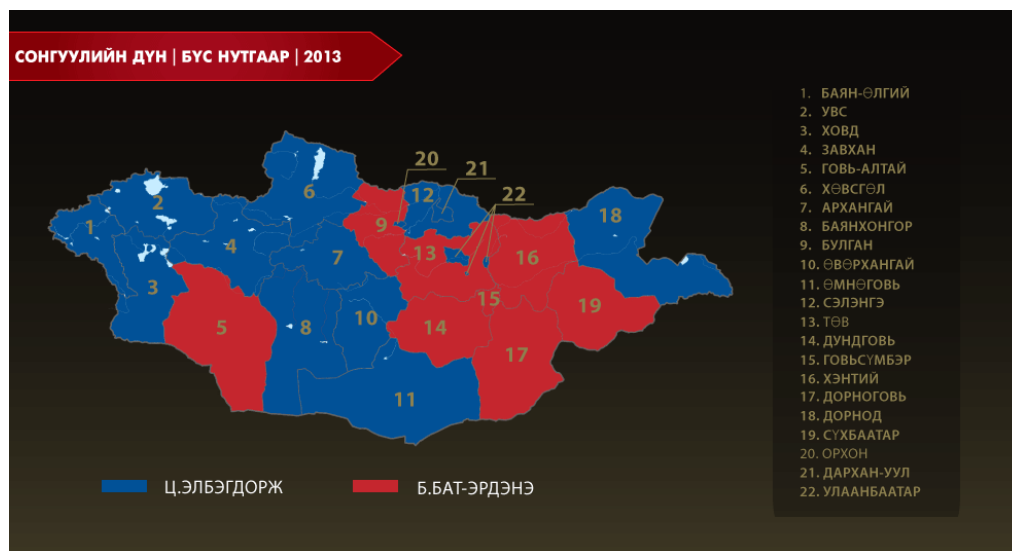 СОНГУУЛИЙН ДҮН | БҮС НУТГААР | 2013
1. БАЯН-ӨЛГИЙ
2. УВС
3. ХОВД
4. ЗАВХАН
5. ГОВЬ-АЛТАЙ
6. ХӨВСГӨЛ
7. АРХАНГАЙ
8. БАЯНХОНГОР
9. БУЛГАН
10. ӨВӨРХАНГАЙ
11. ӨМНӨГОВЬ
12. СЭЛЭНГЭ
13. ТӨВ
14. ДУНДГОВЬ
15. ГОВЬСҮМБЭР
16. ХЭНТИЙ
17. ДОРНОГОВЬ
18. ДОРНОД
19. СҮХБААТАР
20. ОРХОН
21. ДАРХАН-УУЛ
22. УЛААНБААТАР
20
21
22
6
12
2
18
1
9
4
7
13
16
3
15
19
5
8
10
14
17
11
Ц.ЭЛБЭГДОРЖ
Б.БАТ-ЭРДЭНЭ